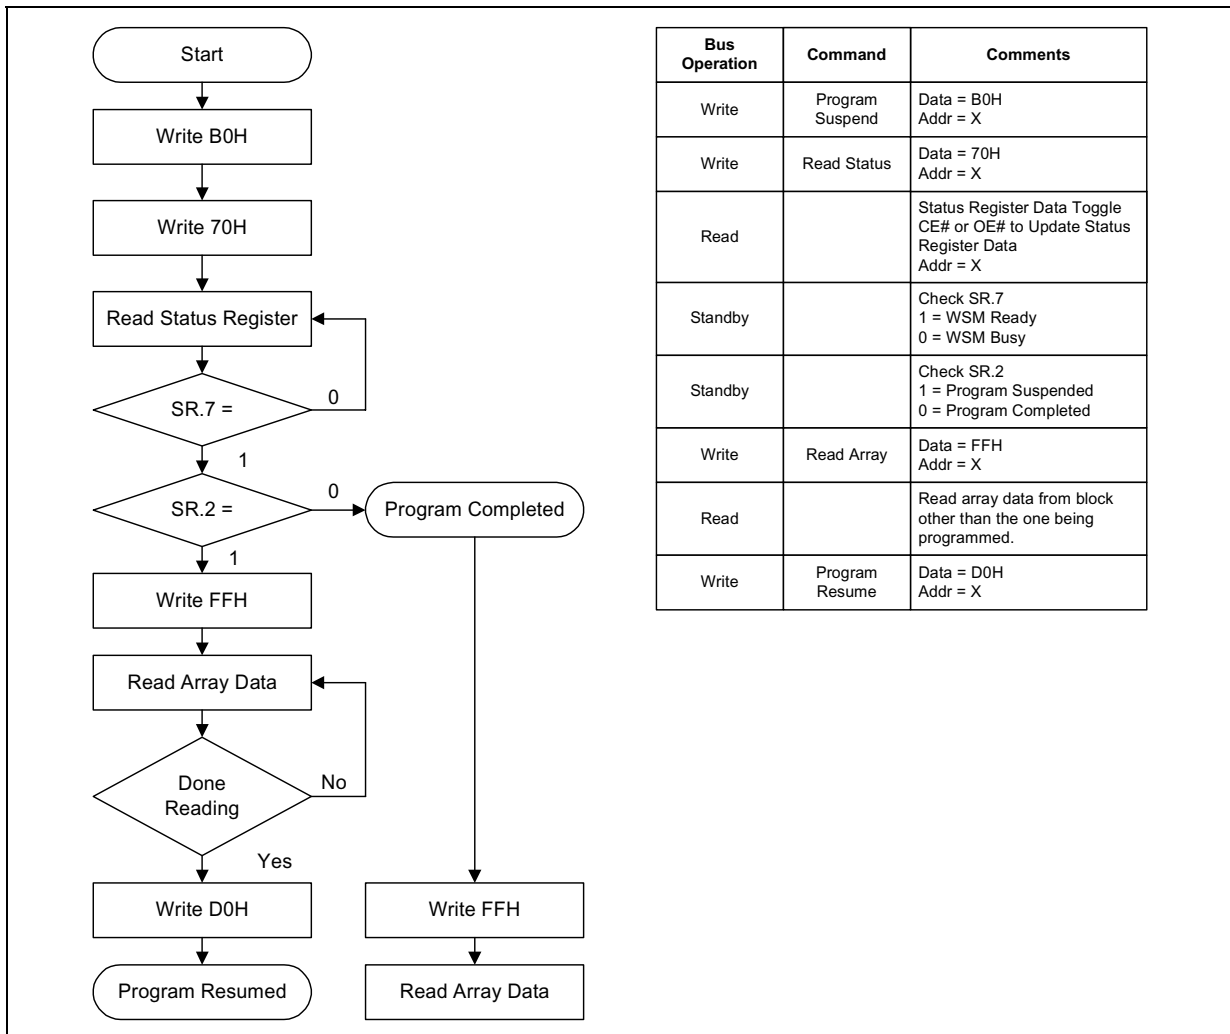 Start
Write B0H
Write 70H
Read Status Register
SR.7 =
0
1
SR.2 =
0
Program Completed
1
Write FFH
Read Array Data
Done
Reading
No
Yes
Write D0H
Write FFH
Program Resumed
Read Array Data
Bus
Operation
Command
Comments
Write
Program
Suspend
Data = B0H
Addr = X
Write
Read Status
Data = 70H
Addr = X
Read
Status Register Data Toggle
CE# or OE# to Update Status
Register Data
Addr = X
Standby
Check SR.7
1 = WSM Ready
0 = WSM Busy
Standby
Check SR.2
1 = Program Suspended
0 = Program Completed
Write
Read Array
Data = FFH
Addr = X
Read
Read array data from block
other than the one being
programmed.
Write
Program
Resume
Data = D0H
Addr = X